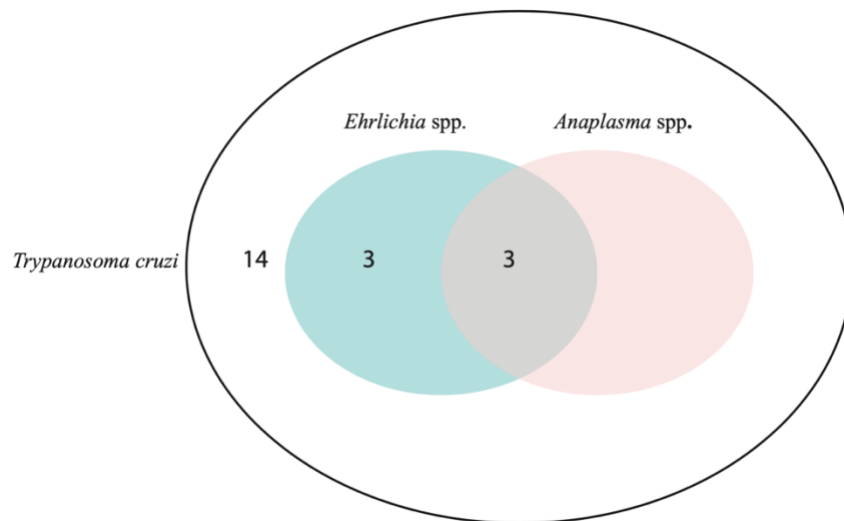 Ehrlichia spp.
Anaplasma spp.
Trypanosoma cruzi
14
3
3